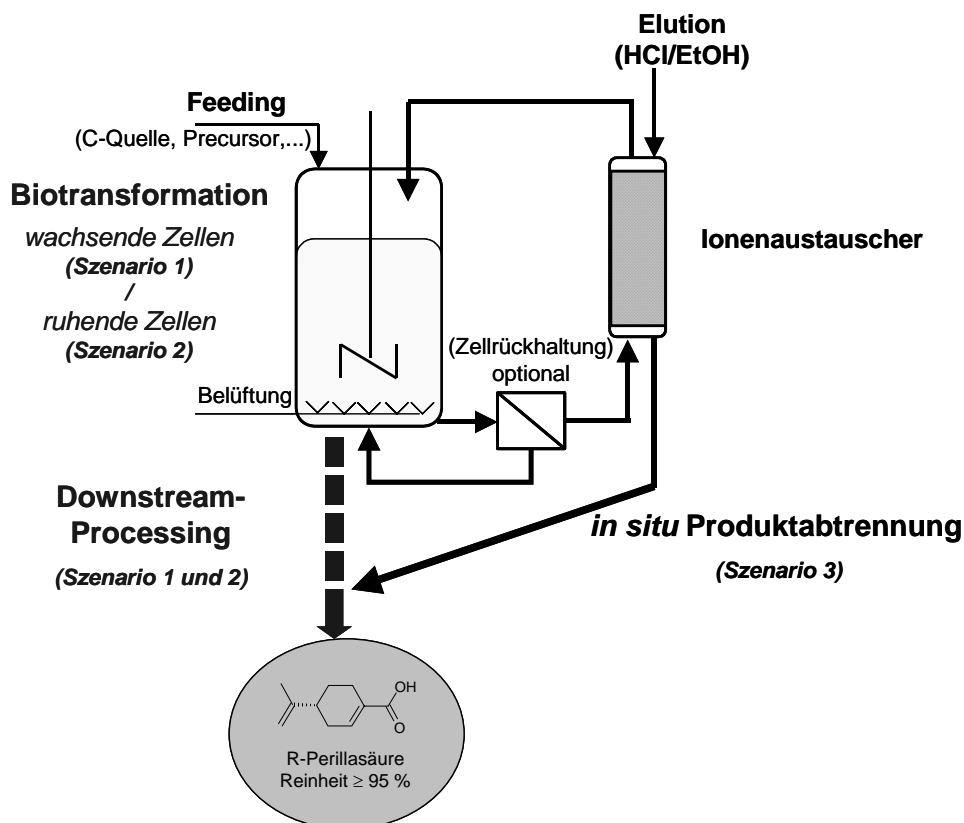 Elution
(HCl/EtOH)
Feeding
(C-Quelle, Precursor,...)
Biotransformation
wachsende Zellen
(Szenario 1)
/
ruhende Zellen
(Szenario 2)
Ionenaustauscher
(Zellrückhaltung)
optional
Belüftung
Downstream-
Processing
(Szenario 1 und 2)
in situ Produktabtrennung
(Szenario 3)
OH
O
R-Perillasäure
Reinheit ≥ 95 %